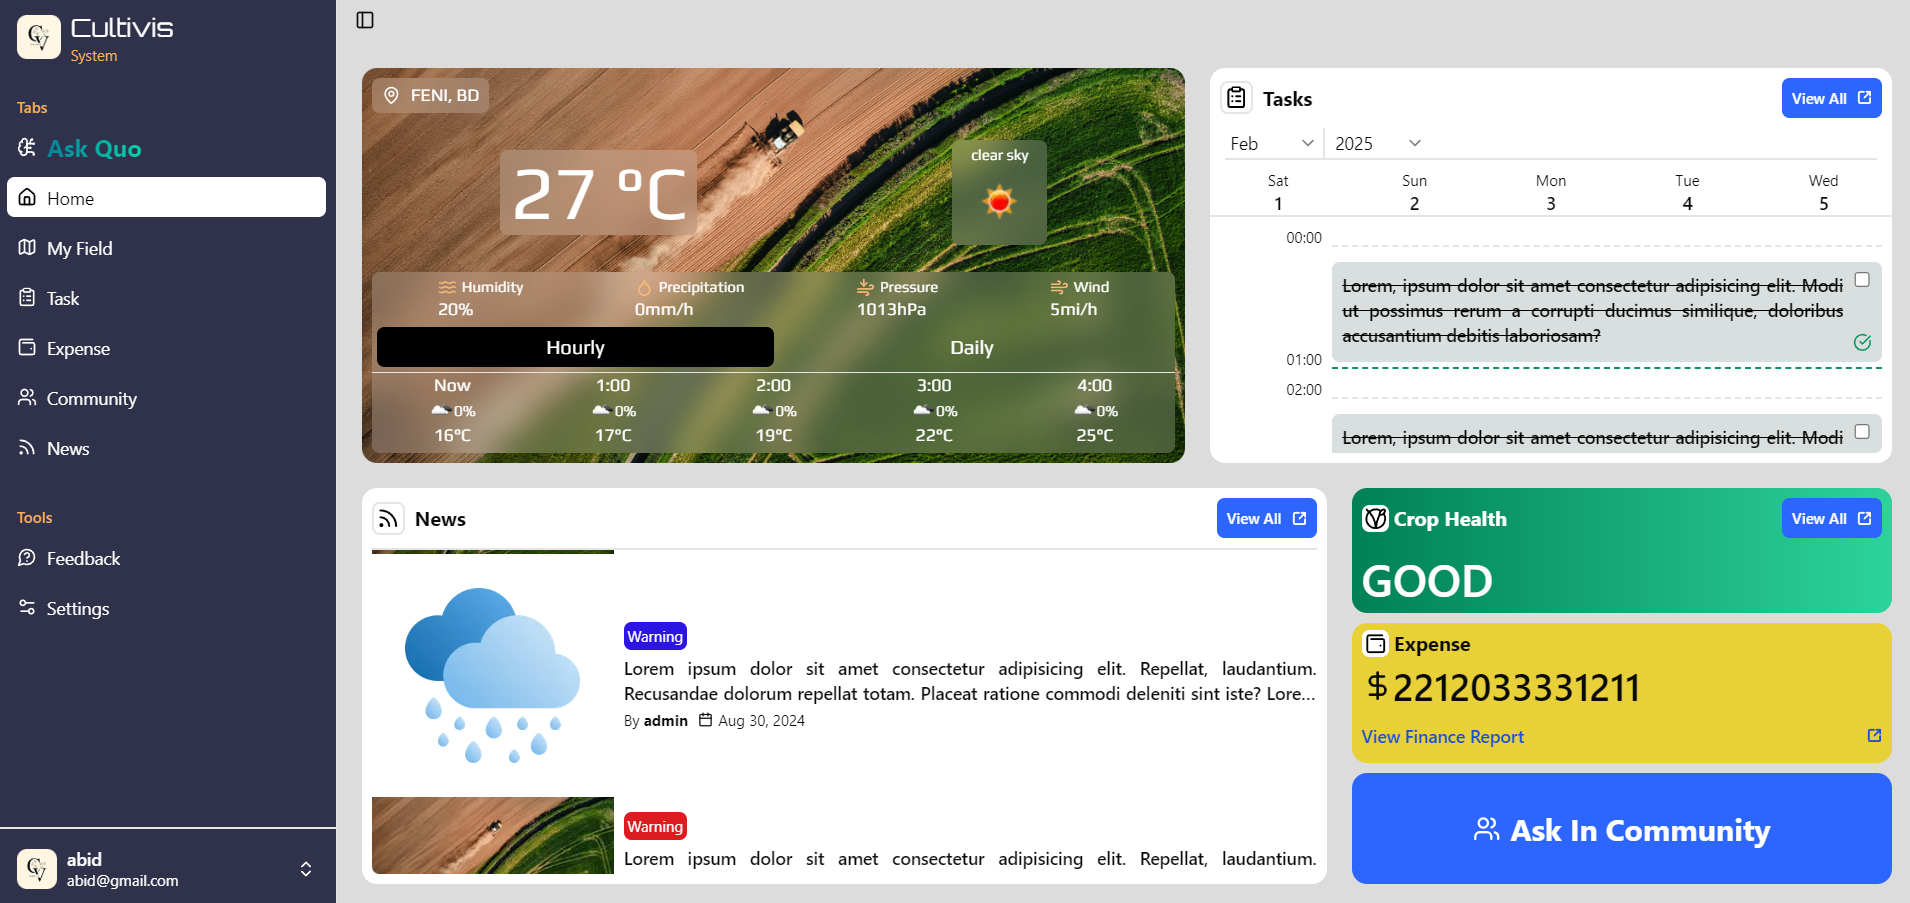 Cultivis
System
Tabs
Ask Quo
Home
My Field
Task
Expense
Community
News
Tools
Feedback
Settings
abid
abid@gmail.com
FENI, BD
27 °C
clear sky
Humidity Precipitation Pressure Wind
20% 0mm/h 1013hPa 5mi/h
Hourly Daily
Now 1:00 2:00 3:00 4:00
0% 0% 0% 0% 0%
16°C 17°C 19°C 22°C 25°C
Tasks View All
Feb 2025
Sat Sun Mon Tue Wed
1 2 3 4 5
00:00
Lorem, ipsum dolor sit amet consectetur adipisicing elit. Modi
ut possimus rerum a corrupti ducimus similique, doloribus
accusantium debitis laboriosam?
01:00
02:00
Lorem, ipsum dolor sit amet consectetur adipisicing elit. Modi
News View All
Warning
Lorem ipsum dolor sit amet consectetur adipisicing elit. Repellat, laudantium.
Recusandae dolorum repellat totam. Placeat ratione commodi deleniti sint iste? Lore...
By admin Aug 30, 2024
Warning
Lorem ipsum dolor sit amet consectetur adipisicing elit. Repellat, laudantium.
Crop Health View All
GOOD
Expense
$2212033331211
View Finance Report
Ask In Community